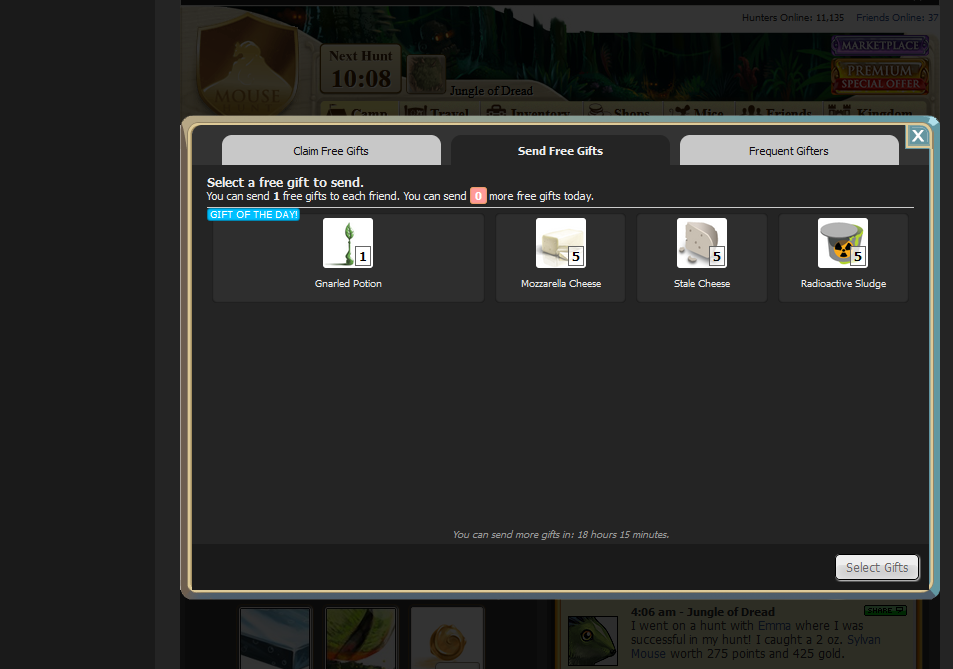 Hunters Online: 11,135 Friends Online: 37
MARKETPLACE
Next Hunt
10:08
PREMIUM
SPECIAL OFFER
MOUSE
Jungle of Dread
Camp Travel Inventory Shops Mice Friends Kingdom
X
Claim Free Gifts Send Free Gifts Frequent Gifters
Select a free gift to send.
You can send 1 free gifts to each friend. You can send 0 more free gifts today.
GIFT OF THE DAY!
1 5 5 5
Gnarled Potion Mozzarella Cheese Stale Cheese Radioactive Sludge
You can send more gifts in: 18 hours 15 minutes.
Select Gifts
4:06 am - Jungle of Dread SHARE
I went on a hunt with Emma where I was
successful in my hunt! I caught a 2 oz. Sylvan
Mouse worth 275 points and 425 gold.